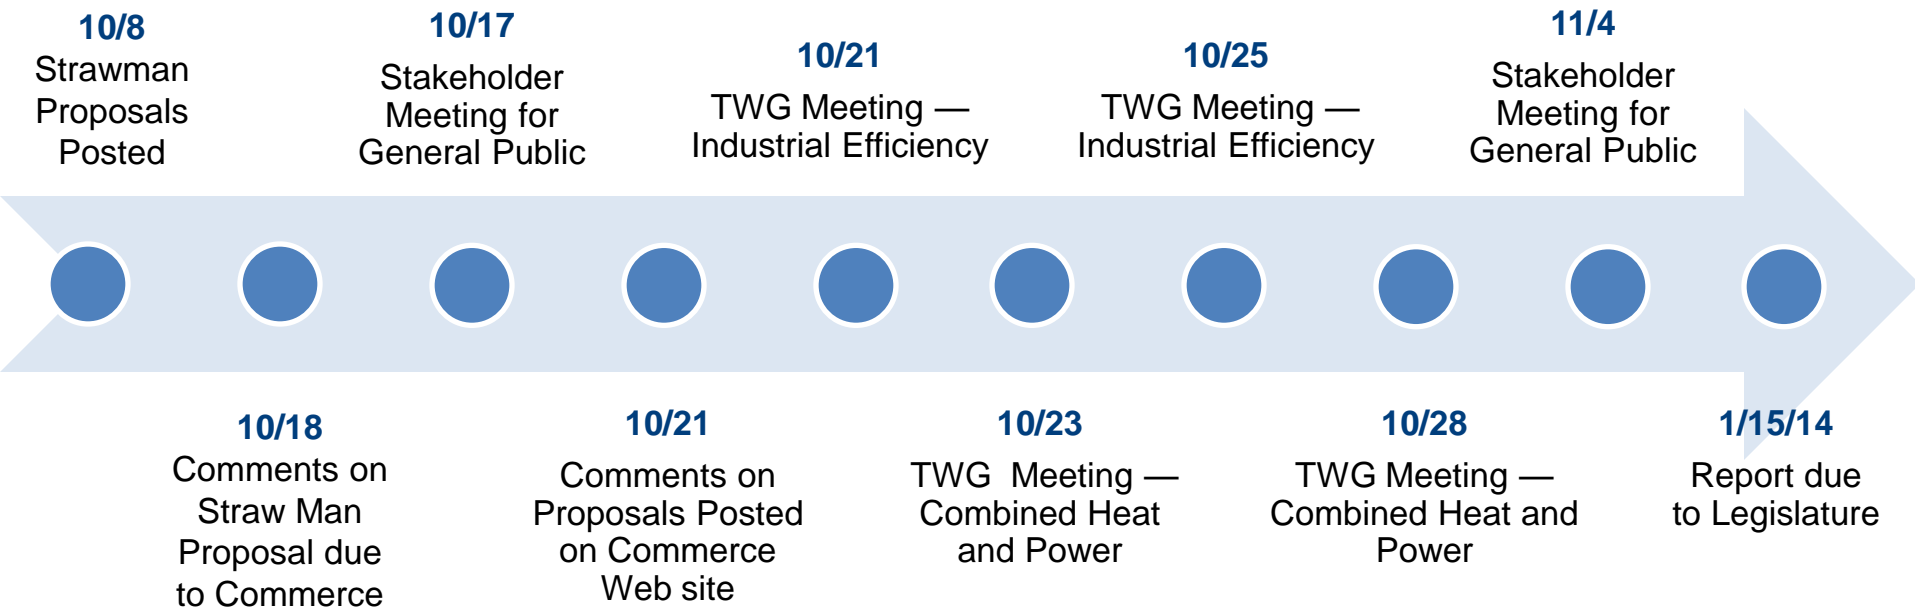 10/8
Strawman
Proposals
Posted
10/17
Stakeholder
Meeting for
General Public
10/21
TWG Meeting —
Industrial Efficiency
10/25
TWG Meeting —
Industrial Efficiency
11/4
Stakeholder
Meeting for
General Public
10/18
Comments on
Straw Man
Proposal due
to Commerce
10/21
Comments on
Proposals Posted
on Commerce
Web site
10/23
TWG  Meeting —
Combined Heat
and Power
10/28
TWG Meeting —
Combined Heat and
Power
1/15/14
Report due
to Legislature